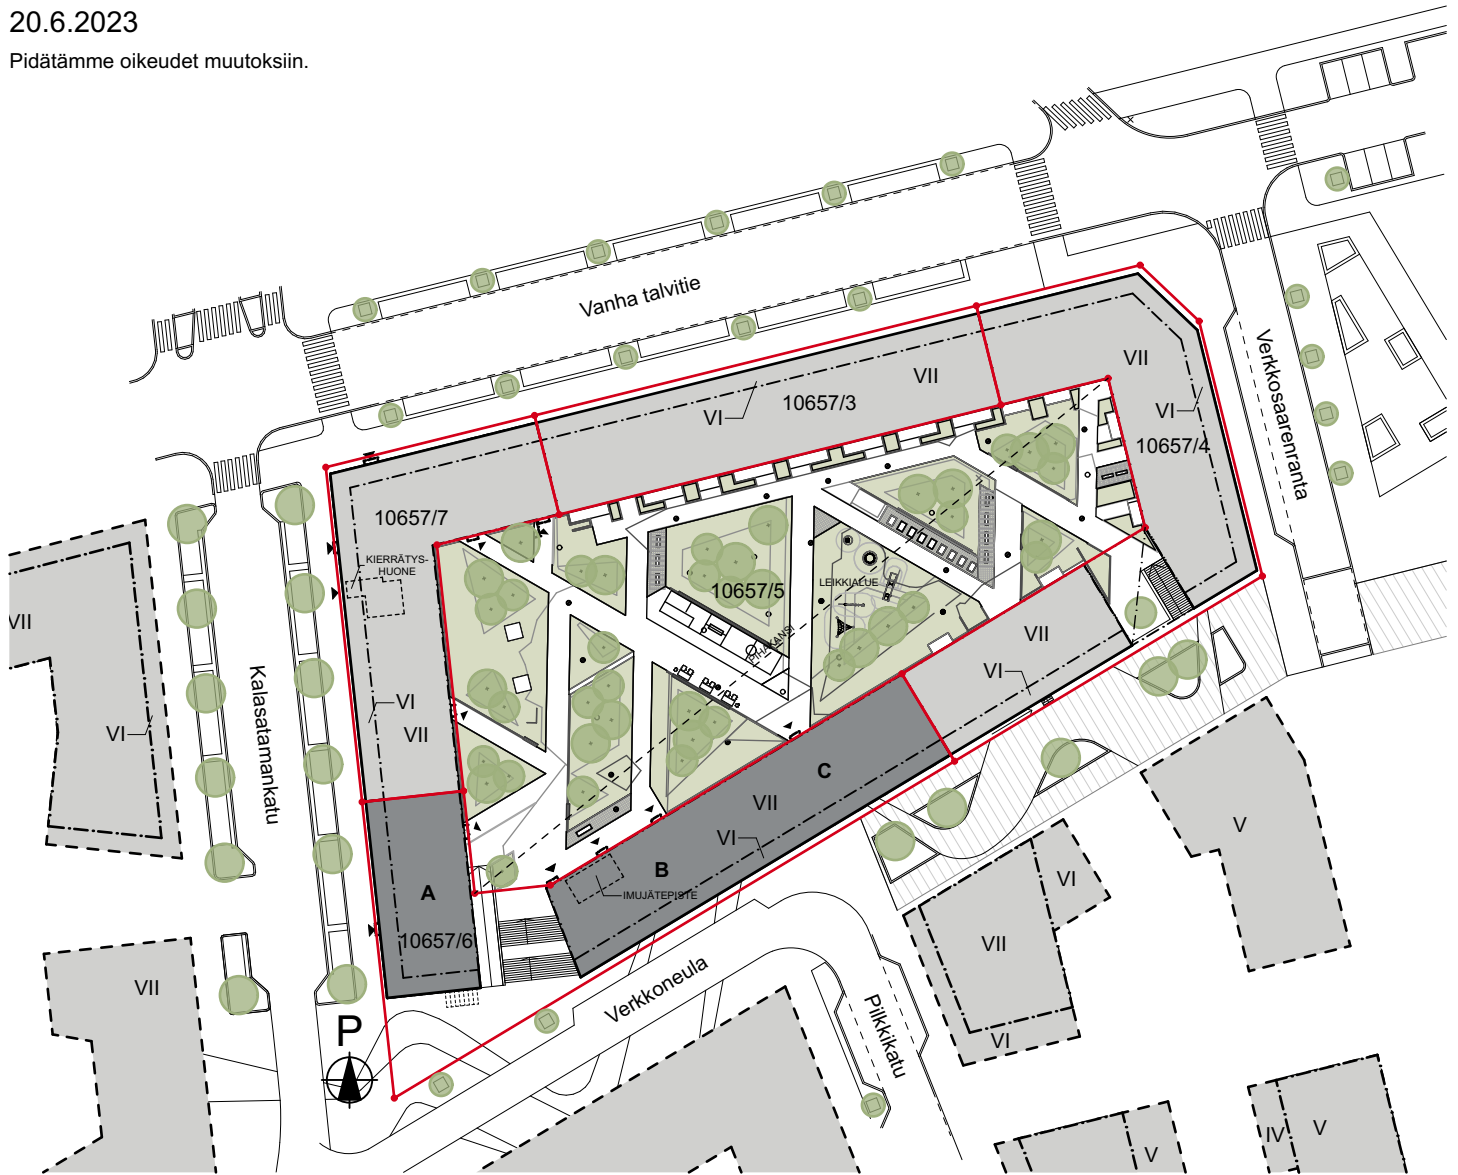 20.6.2023
Pidätämme oikeudet muutoksiin.
Vanha talvitie
Verkkosaarenranta
VII
VII
VI
10657/3
VI
10657/4
10657/7
KIERRÄTYS-
HUONE
10657/5
LEIKKIALUE
PIHAKANSI
VII
VII
VI
VI
VI
VII
Kalasatamankatu
C
VII
VI
B
IMUJÄTEPISTE
A
10657/6
V
VI
VII
VI
VII
Verkkoneula
Pilkkikatu
P
IV
V
V